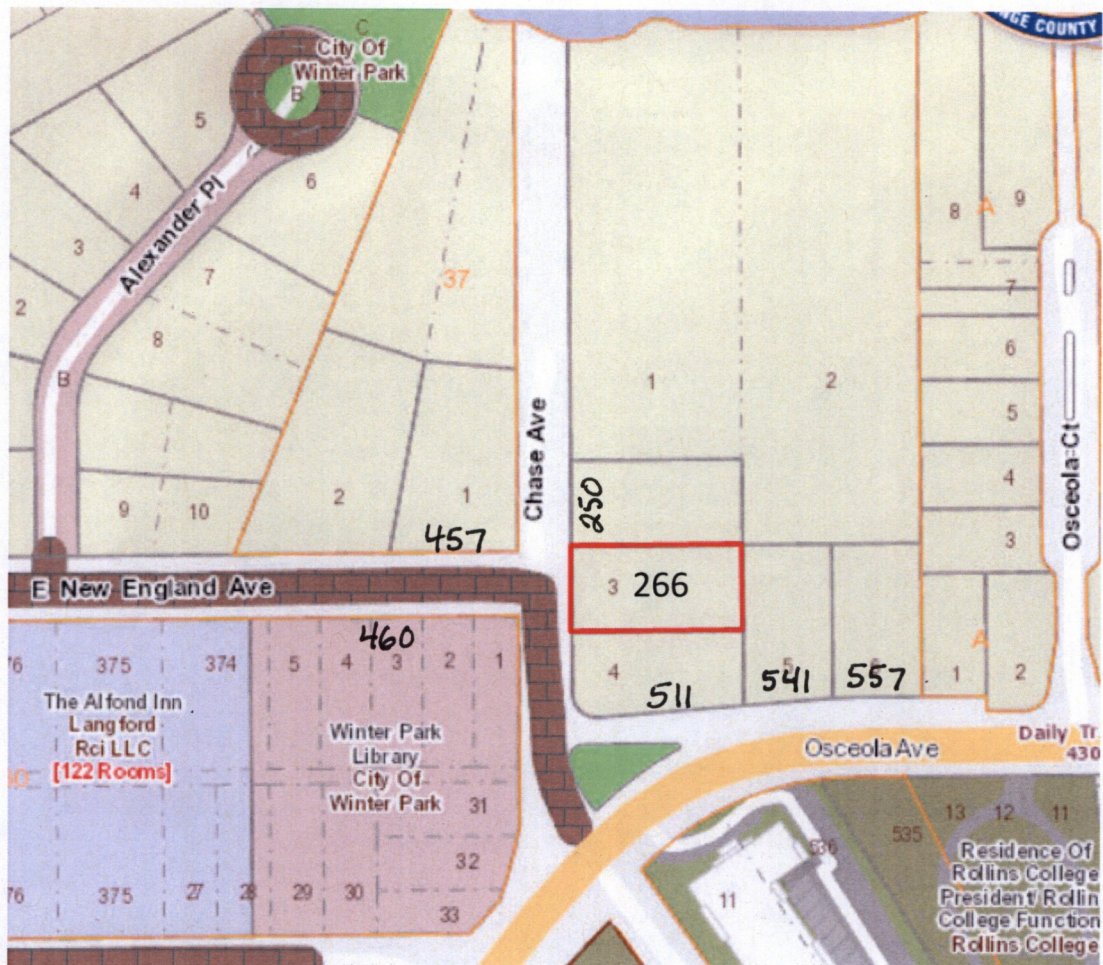 NGE COUNTY
C
City Of
Winter Park
B
5
6
4
Alexander Pl
3
7
2
8
B
9
10
37
2
1
457
Chase Ave
1
2
250
3 266
4
511
5
541
557
8
A
9
7
6
5
4
3
A
1
2
Osceola Ct
E New England Ave
460
76
375
374
5
4
3
2
1
The Alfond Inn
Langford
Rci LLC
[122 Rooms]
Winter Park
Library
City Of
Winter Park
31
32
33
76
375
27
28
29
30
Osceola Ave
Daily Tr
430
11
536
535
13
12
11
Residence Of
Rollins College
President/ Rollin
College Function
Rollins College